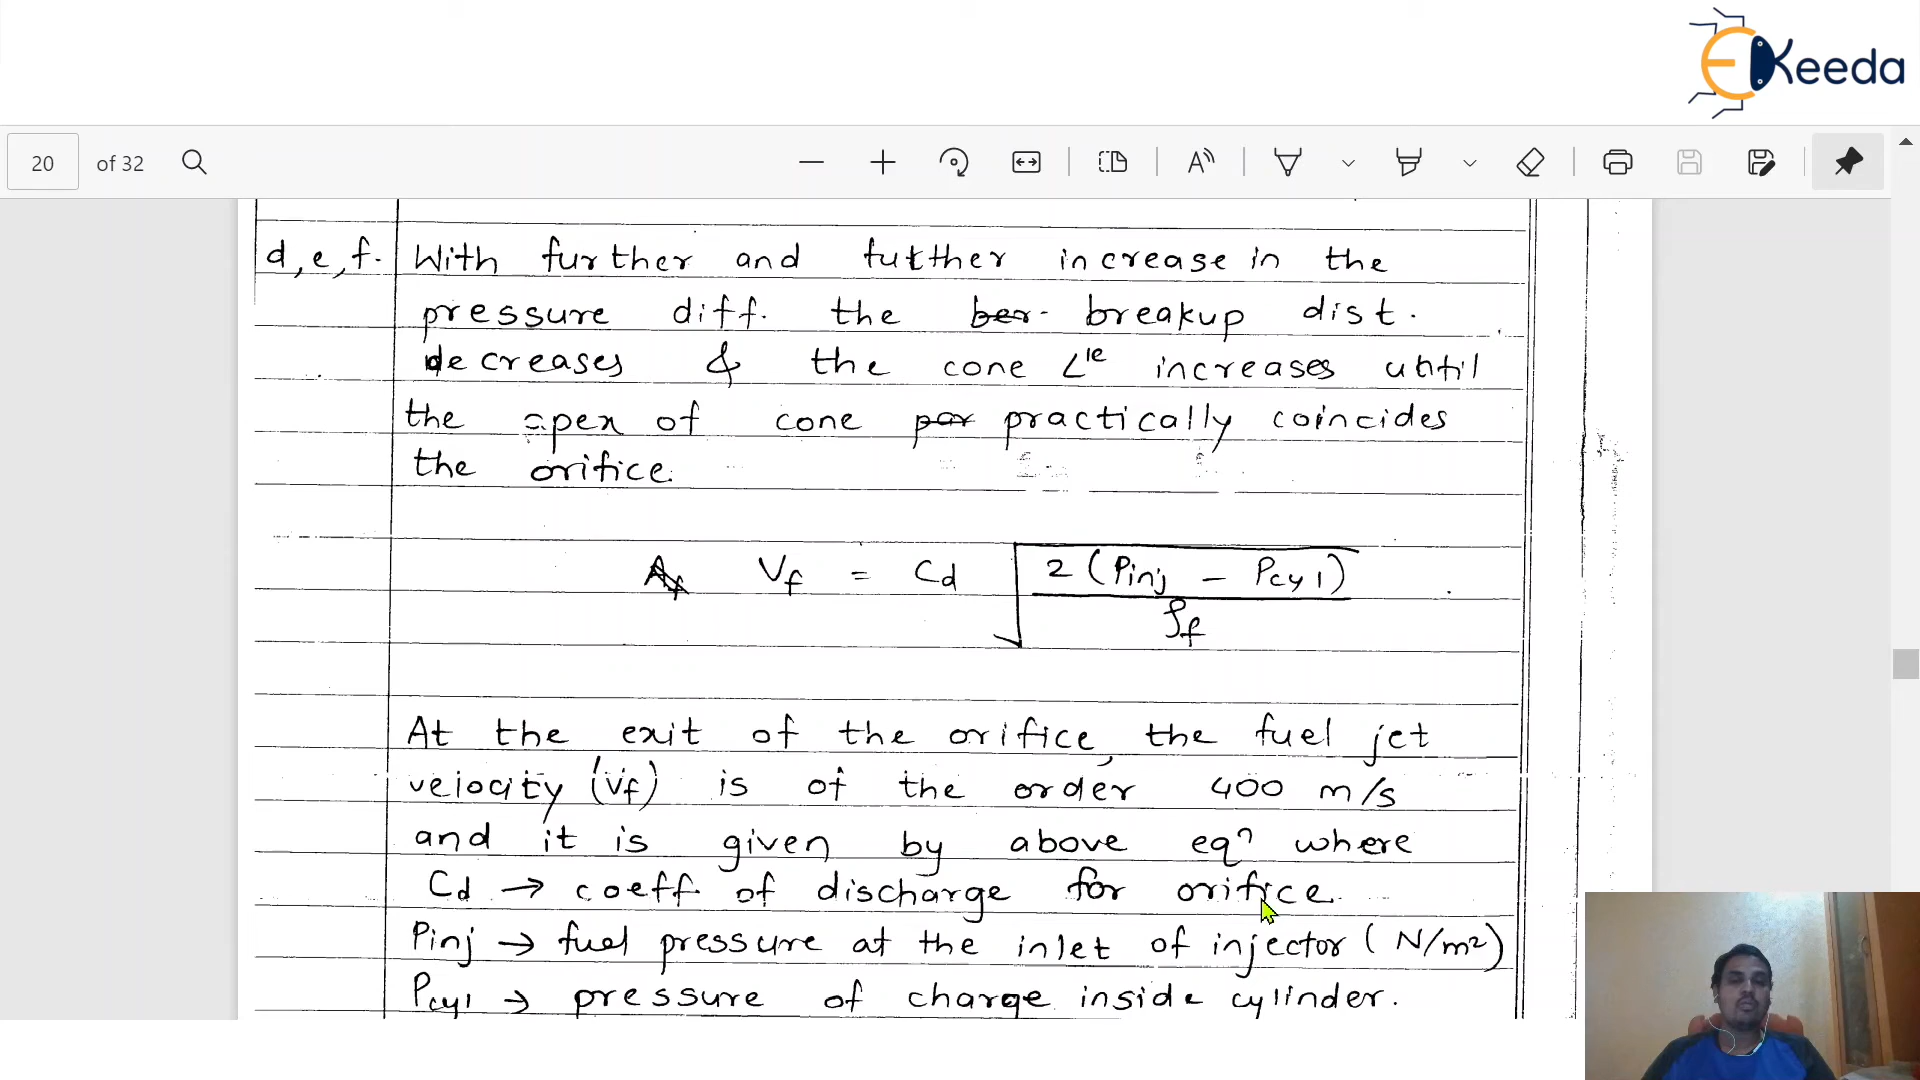 EKeeda
20 of 32
d, e, f. With further and further increase in the
pressure diff. the ber breakup dist.
decreases & the cone ∠le increases until
the apex of cone par practically coincides
the orifice.
Af Vf = Cd √(2 (Pinj - Pcyl) / ρf)
At the exit of the orifice, the fuel jet
velocity (Vf) is of the order 400 m/s
and it is given by above eqn where
Cd → coeff. of discharge for orifice.
Pinj → fuel pressure at the inlet of injector (N/m²)
Pcyl → pressure of charge inside cylinder.